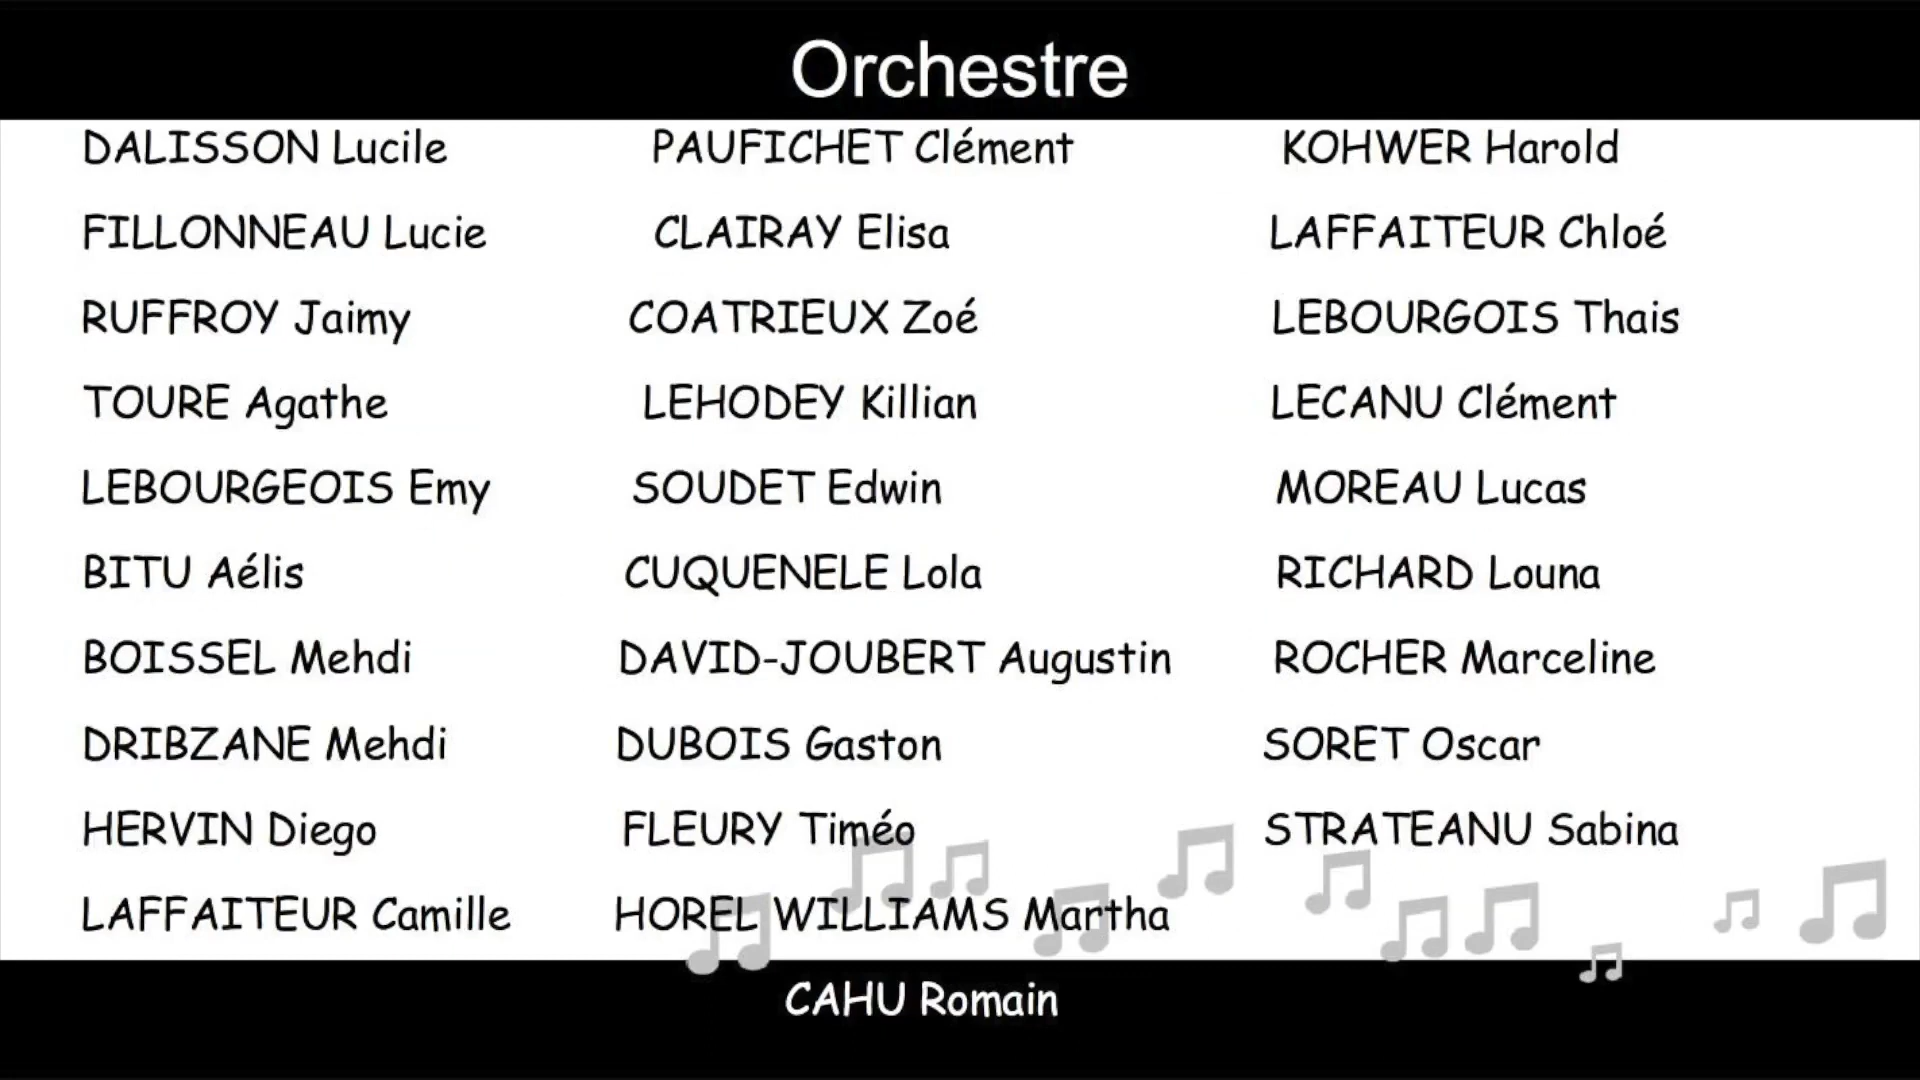 Orchestre
DALISSON Lucile
FILLONNEAU Lucie
RUFFROY Jaimy
TOURE Agathe
LEBOURGEOIS Emy
BITU Aélis
BOISSEL Mehdi
DRIBZANE Mehdi
HERVIN Diego
LAFFAITEUR Camille
PAUFICHET Clément
CLAIRAY Elisa
COATRIEUX Zoé
LEHODEY Killian
SOUDET Edwin
CUQUENELE Lola
DAVID-JOUBERT Augustin
DUBOIS Gaston
FLEURY Timéo
HOREL WILLIAMS Martha
KOHWER Harold
LAFFAITEUR Chloé
LEBOURGOIS Thais
LECANU Clément
MOREAU Lucas
RICHARD Louna
ROCHER Marceline
SORET Oscar
STRATEANU Sabina
CAHU Romain